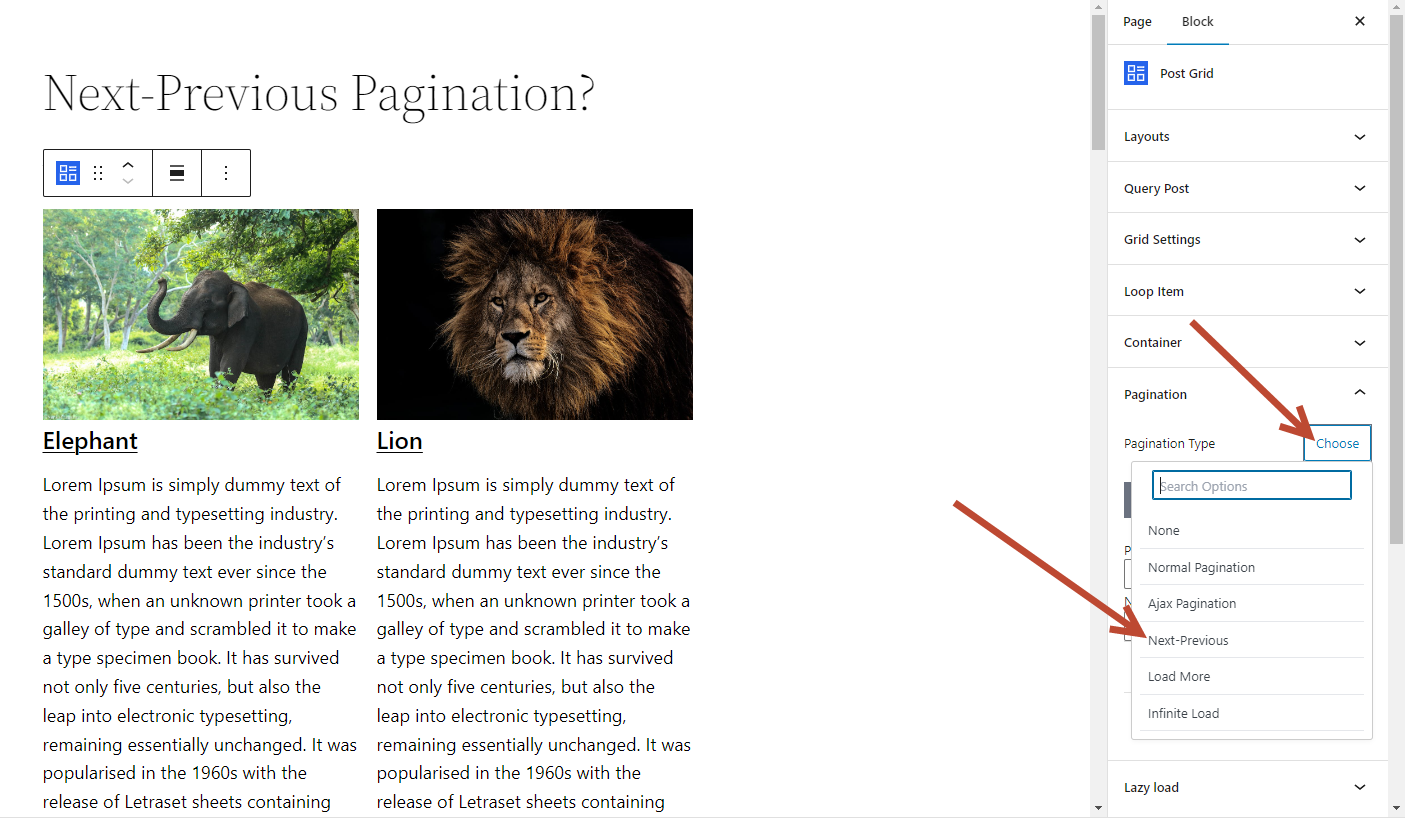 Next-Previous Pagination?
Elephant
Lorem Ipsum is simply dummy text of
the printing and typesetting industry.
Lorem Ipsum has been the industry’s
standard dummy text ever since the
1500s, when an unknown printer took a
galley of type and scrambled it to make
a type specimen book. It has survived
not only five centuries, but also the
leap into electronic typesetting,
remaining essentially unchanged. It was
popularised in the 1960s with the
release of Letraset sheets containing
Lion
Lorem Ipsum is simply dummy text of
the printing and typesetting industry.
Lorem Ipsum has been the industry’s
standard dummy text ever since the
1500s, when an unknown printer took a
galley of type and scrambled it to make
a type specimen book. It has survived
not only five centuries, but also the
leap into electronic typesetting,
remaining essentially unchanged. It was
popularised in the 1960s with the
release of Letraset sheets containing
Page Block
Post Grid
Layouts
Query Post
Grid Settings
Loop Item
Container
Pagination
Pagination Type Choose
Search Options
None
Normal Pagination
Ajax Pagination
Next-Previous
Load More
Infinite Load
Lazy load